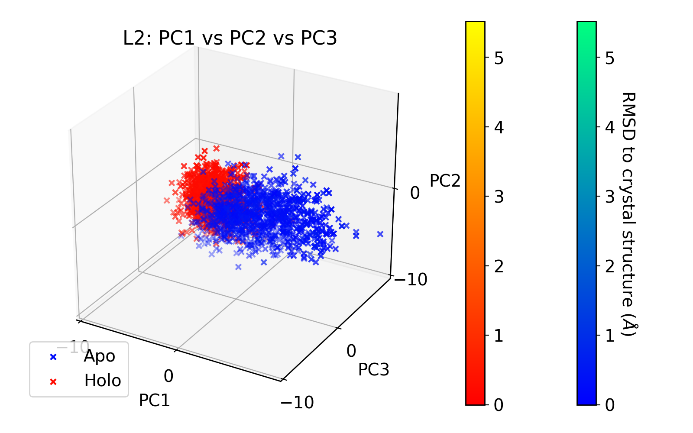 L2: PC1 vs PC2 vs PC3
PC2
0
−10
0
PC3
−10
−10
0
PC1
Apo
Holo
5
4
3
2
1
0
5
4
3
2
1
0
RMSD to crystal structure (Å)